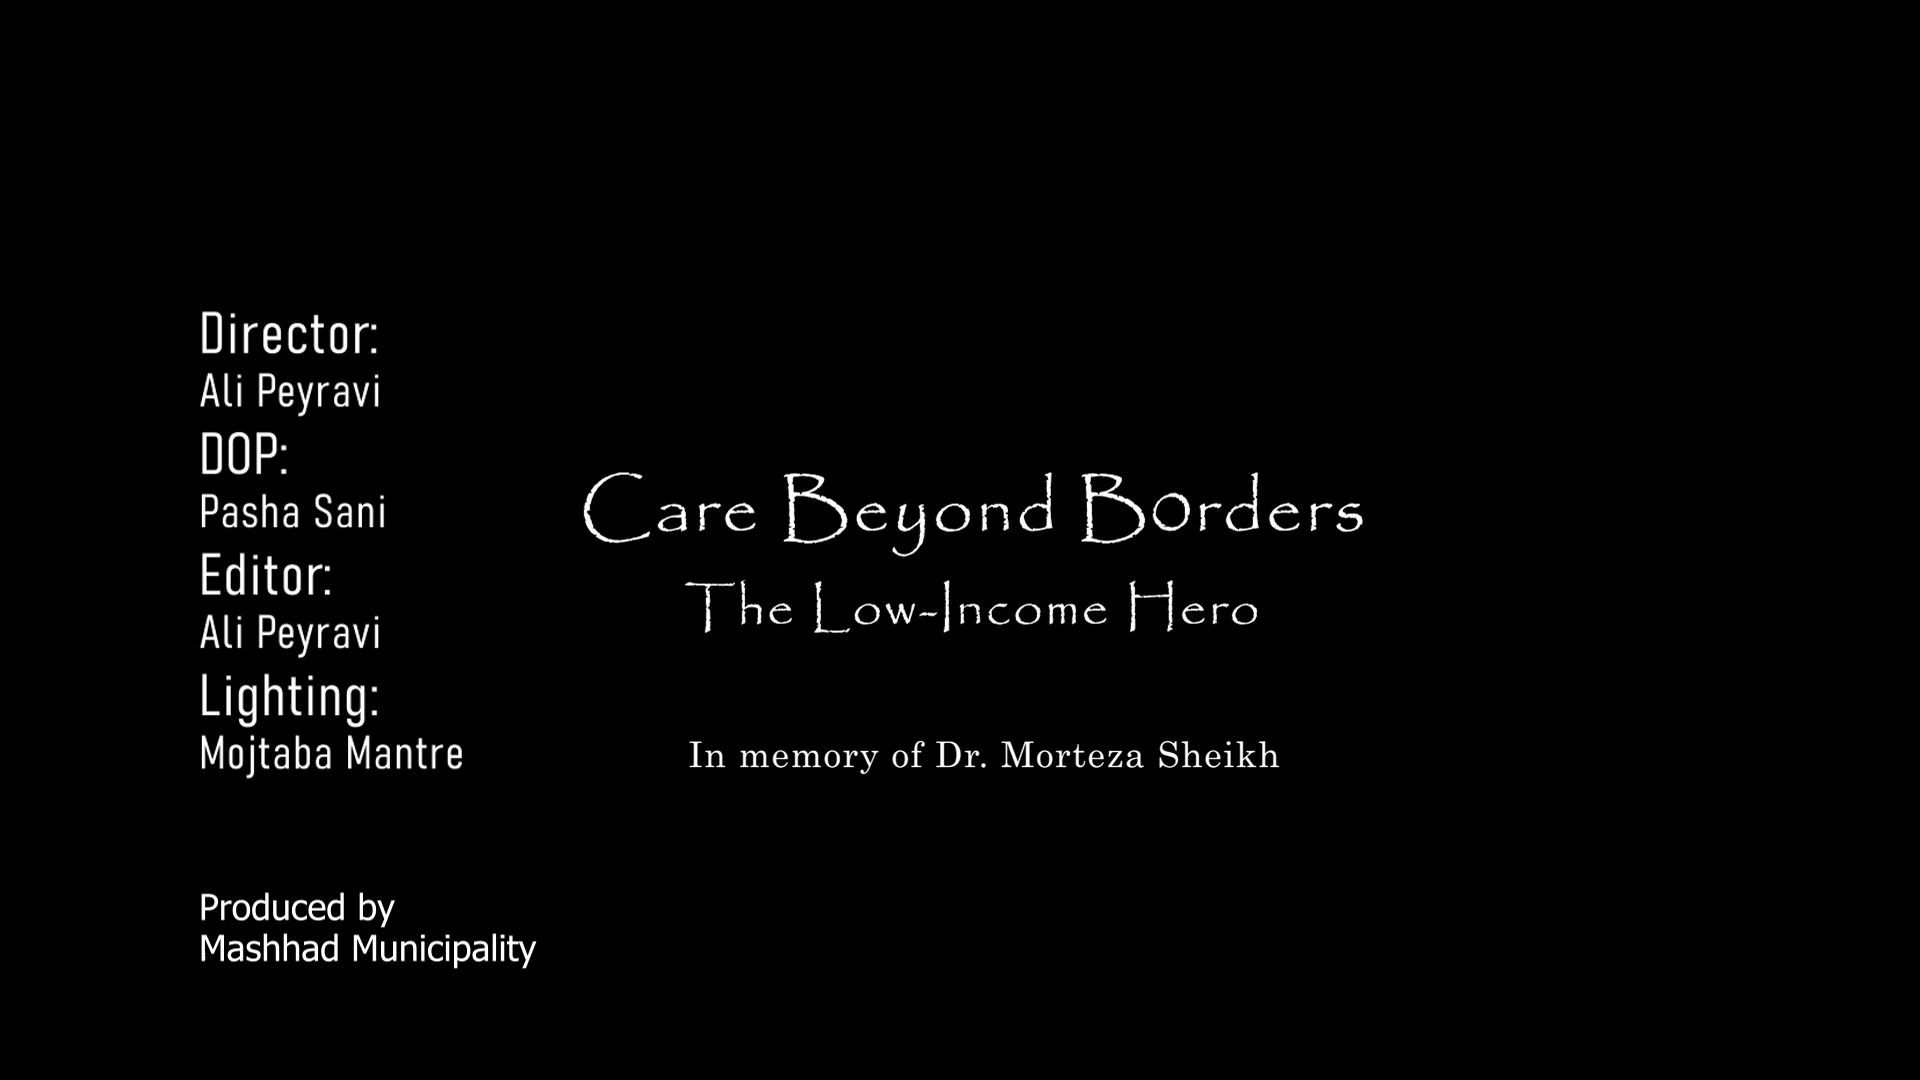 Director:
Ali Peyravi
DOP:
Pasha Sani
Editor:
Ali Peyravi
Lighting:
Mojtaba Mantre
Care Beyond Borders
The Low-Income Hero
In memory of Dr. Morteza Sheikh
Produced by
Mashhad Municipality